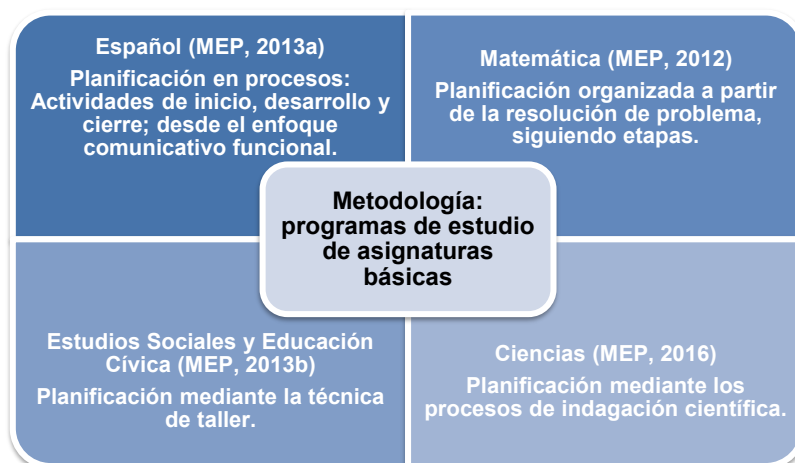 Español (MEP, 2013a)
Planificación en procesos:
Actividades de inicio, desarrollo y
cierre; desde el enfoque
comunicativo funcional.
Matemática (MEP, 2012)
Planificación organizada a partir
de la resolución de problema,
siguiendo etapas.
Metodología:
programas de estudio
de asignaturas
básicas
Estudios Sociales y Educación
Cívica (MEP, 2013b)
Planificación mediante la técnica
de taller.
Ciencias (MEP, 2016)
Planificación mediante los
procesos de indagación científica.